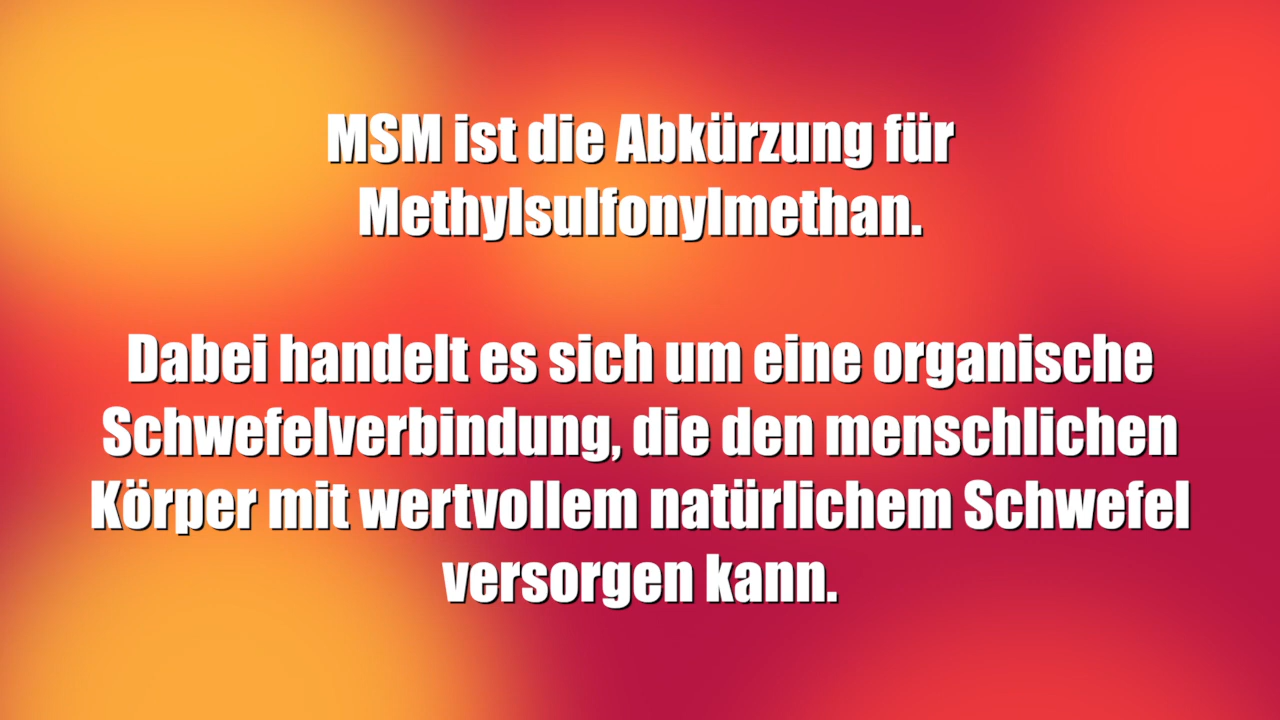 MSM ist die Abkürzung für
Methylsulfonylmethan.
Dabei handelt es sich um eine organische
Schwefelverbindung, die den menschlichen
Körper mit wertvollem natürlichem Schwefel
versorgen kann.